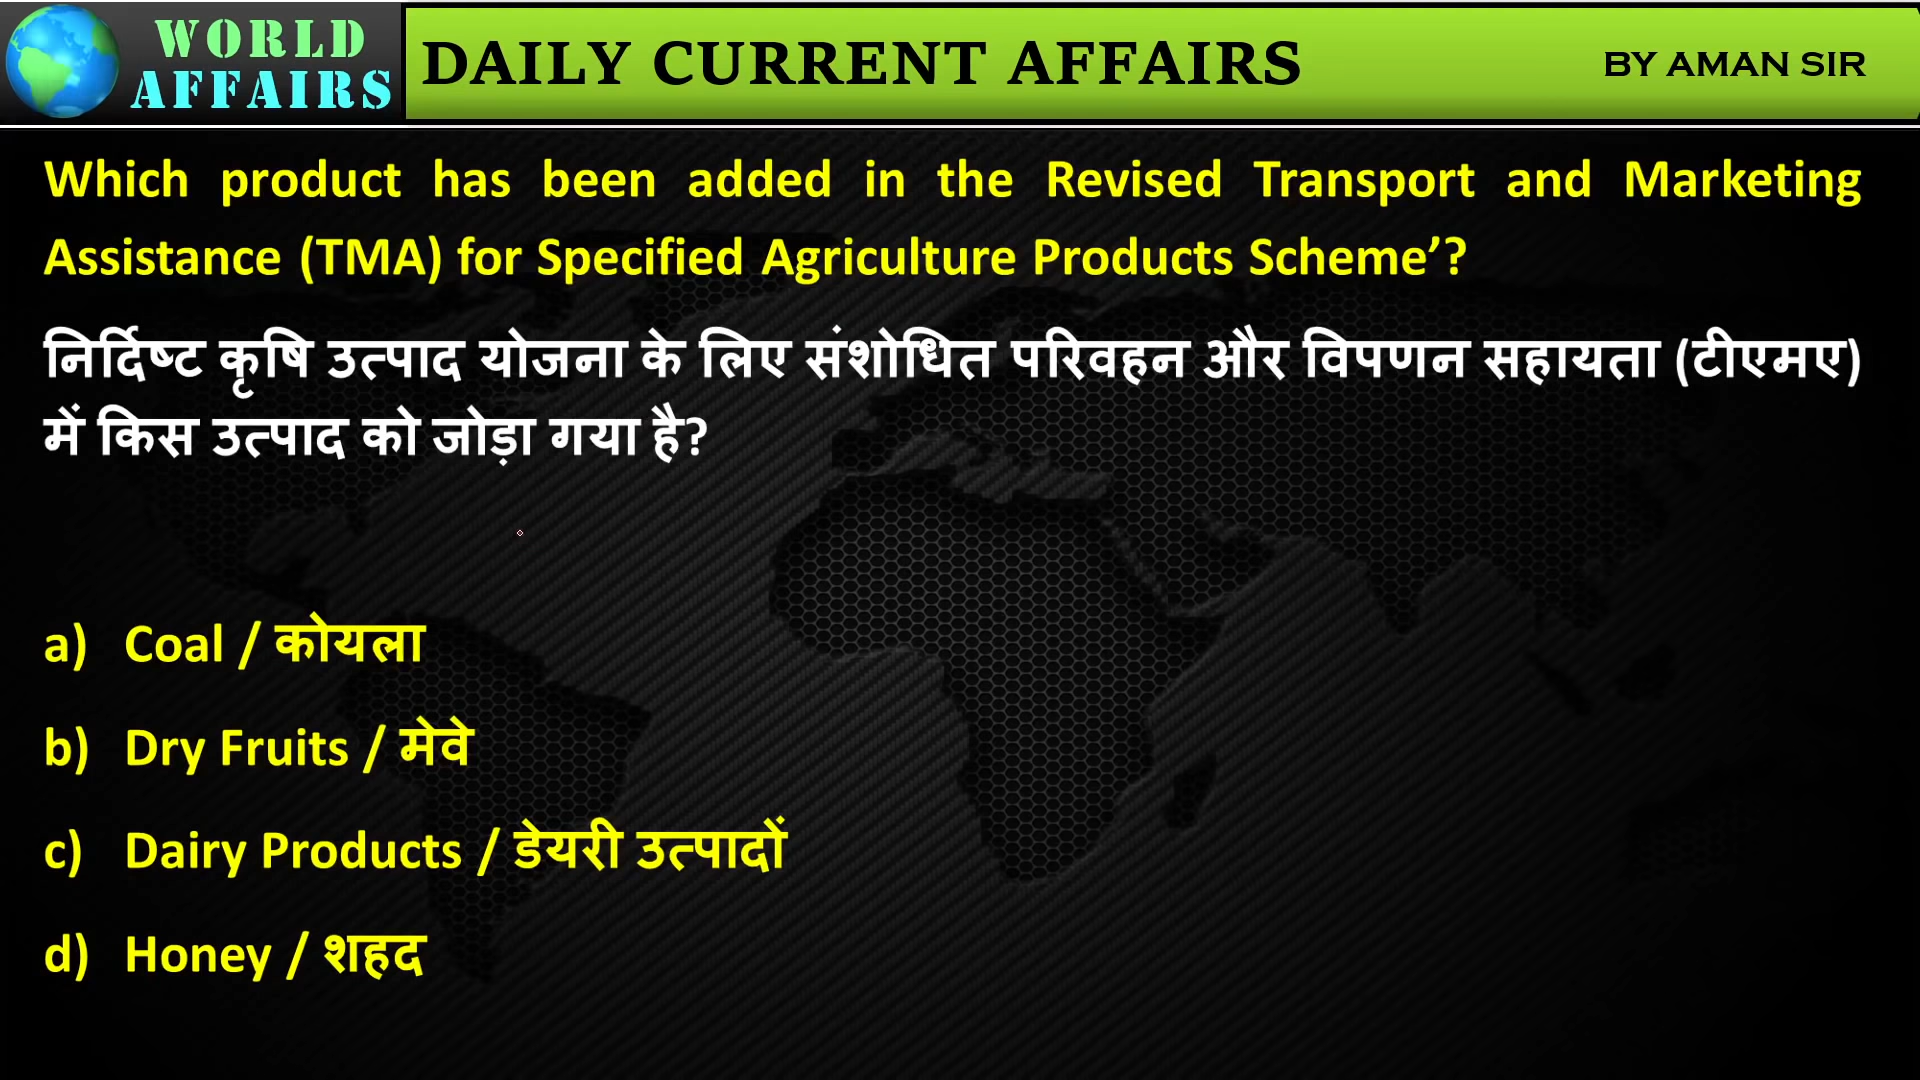 WORLD
AFFAIRS
DAILY CURRENT AFFAIRS
BY AMAN SIR
Which product has been added in the Revised Transport and Marketing
Assistance (TMA) for Specified Agriculture Products Scheme’?
निर्दिष्ट कृषि उत्पाद योजना के लिए संशोधित परिवहन और विपणन सहायता (टीएमए)
में किस उत्पाद को जोड़ा गया है?
a) Coal / कोयला
b) Dry Fruits / मेवे
c) Dairy Products / डेयरी उत्पादों
d) Honey / शहद